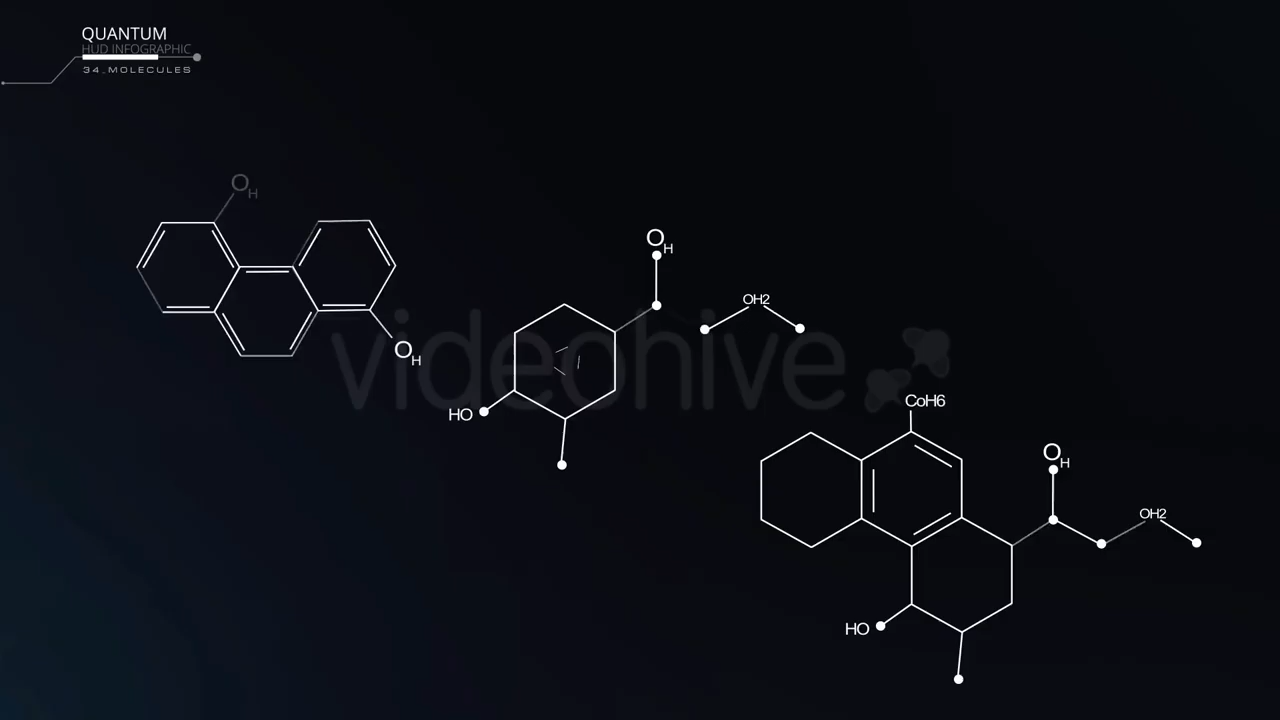 QUANTUM
HUD INFOGRAPHIC
34.MOLECULES
OH
OH
OH
OH2
HO
videohive
CoH6
OH
OH2
HO